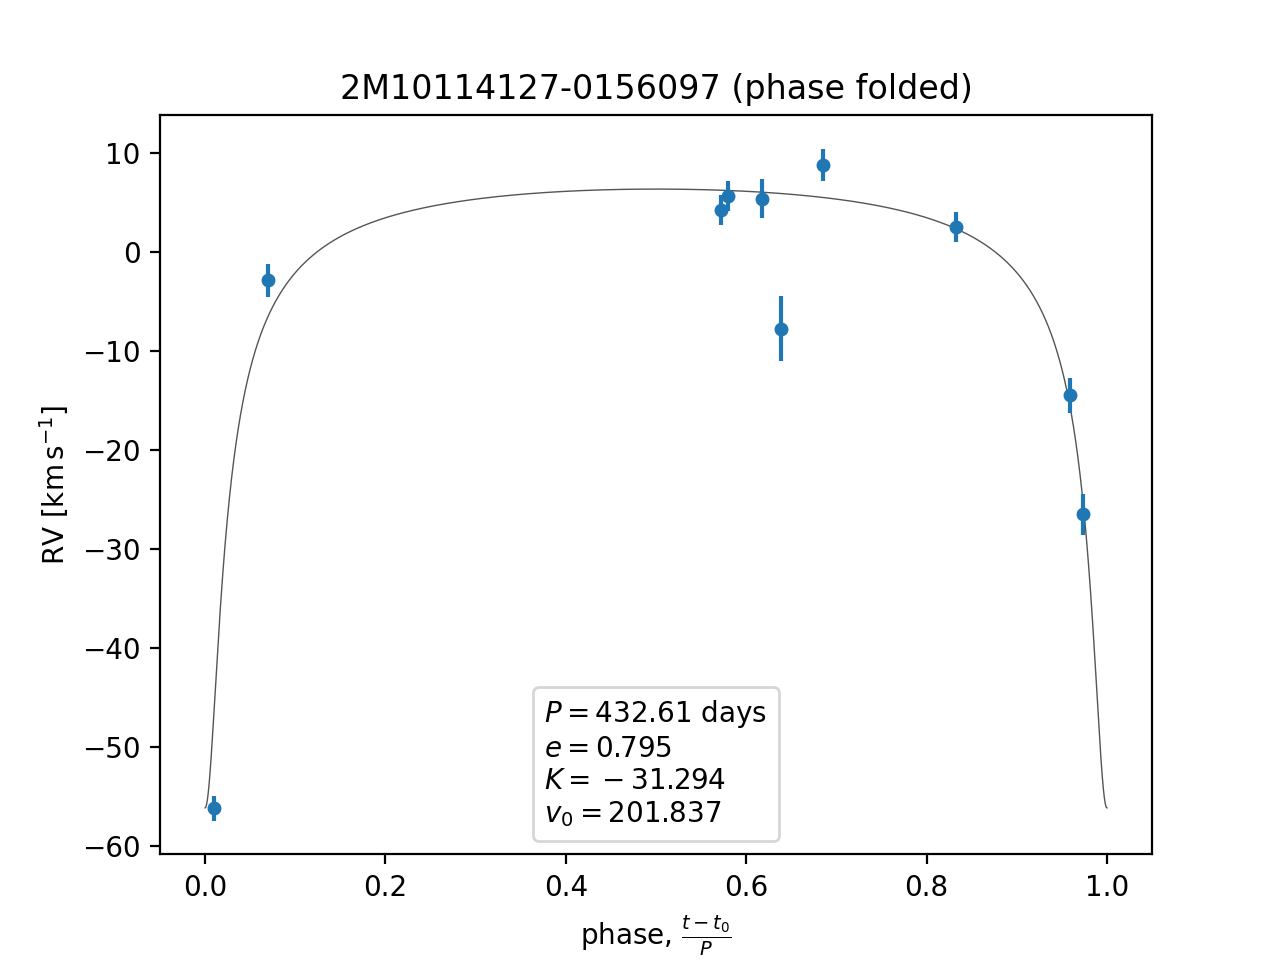 2M10114127-0156097 (phase folded)
RV [km s⁻¹]
10
0
−10
−20
−30
−40
−50
−60
P = 432.61 days
e = 0.795
K = −31.294
v₀ = 201.837
0.0 0.2 0.4 0.6 0.8 1.0
phase, (t − t₀)/P